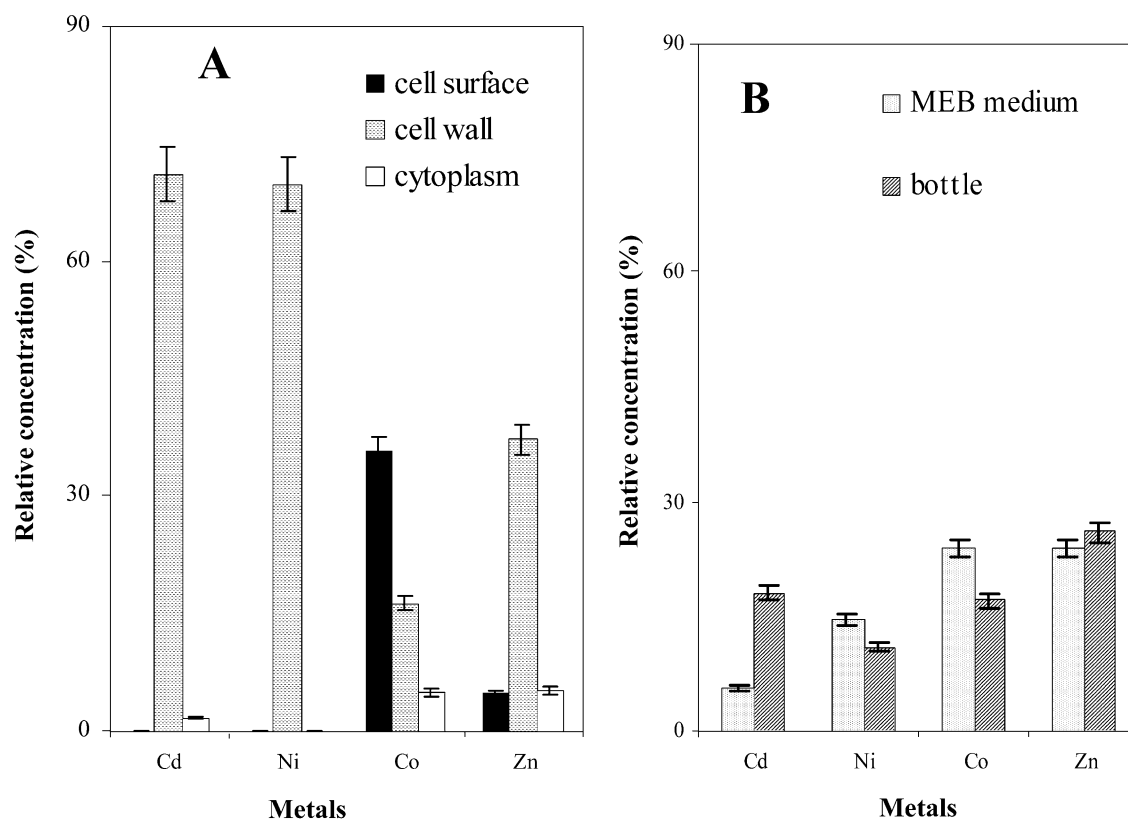 A
cell surface
cell wall
cytoplasm
Relative concentration (%)
90
60
30
0
Cd Ni Co Zn
Metals
B
MEB medium
bottle
Relative concentration (%)
90
60
30
0
Cd Ni Co Zn
Metals